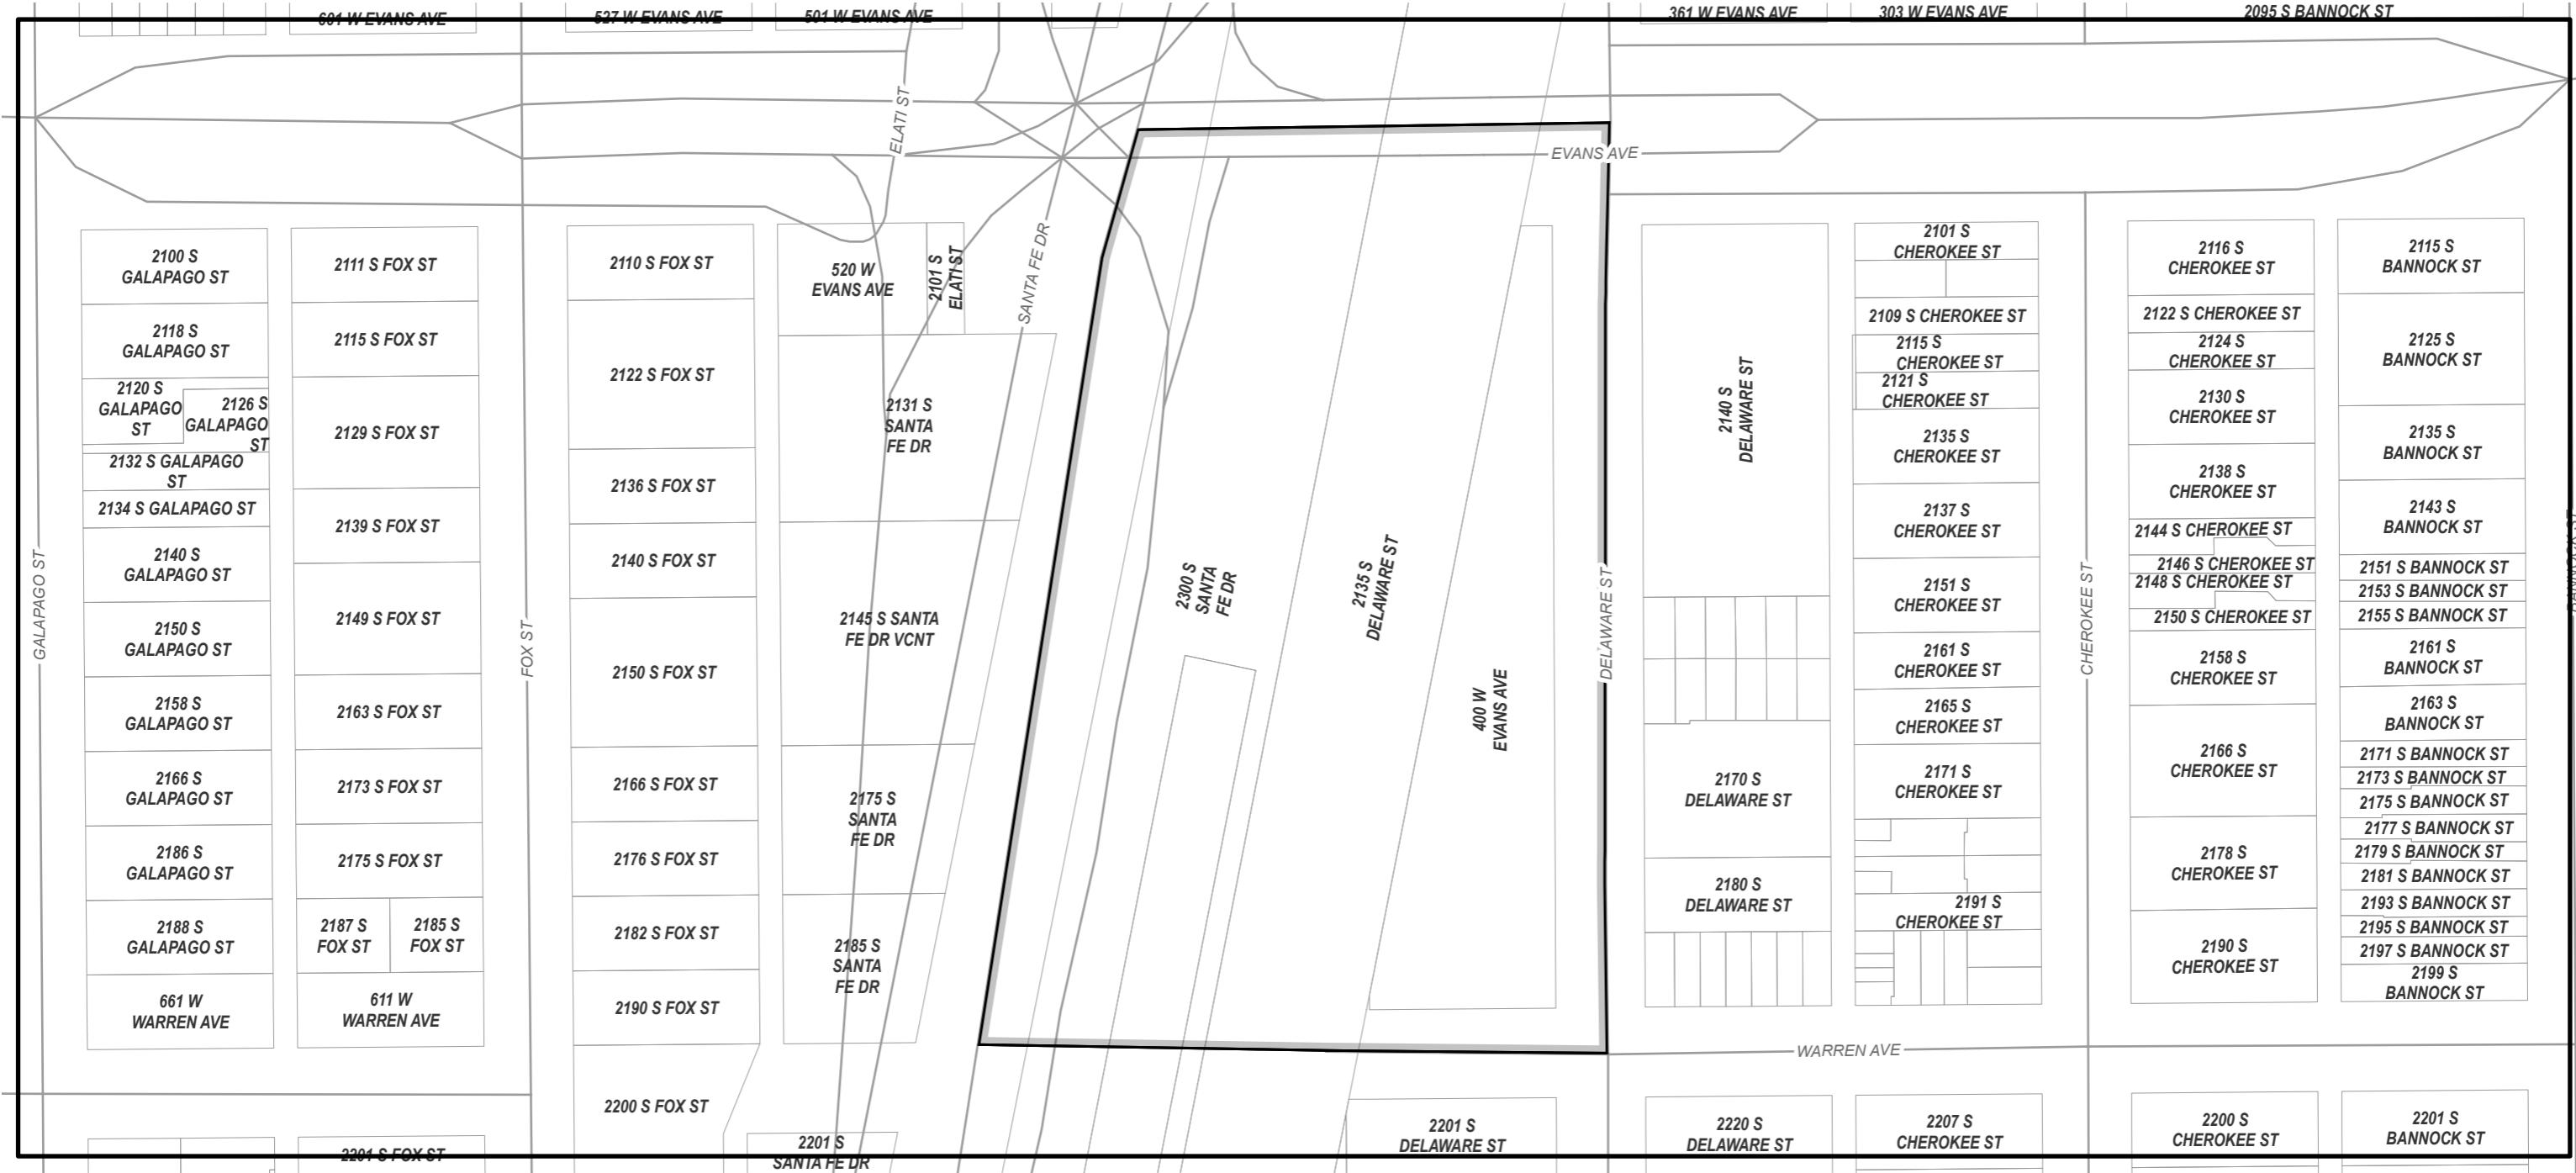 601 W EVANS AVE
527 W EVANS AVE
501 W EVANS AVE
361 W EVANS AVE
303 W EVANS AVE
2095 S BANNOCK ST
ELATI ST
EVANS AVE
SANTA FE DR
GALAPAGO ST
FOX ST
DELAWARE ST
CHEROKEE ST
WARREN AVE
2100 S
GALAPAGO ST
2118 S
GALAPAGO ST
2120 S
GALAPAGO
ST
2126 S
GALAPAGO
ST
2132 S GALAPAGO
ST
2134 S GALAPAGO ST
2140 S
GALAPAGO ST
2150 S
GALAPAGO ST
2158 S
GALAPAGO ST
2166 S
GALAPAGO ST
2186 S
GALAPAGO ST
2188 S
GALAPAGO ST
661 W
WARREN AVE
2111 S FOX ST
2115 S FOX ST
2129 S FOX ST
2139 S FOX ST
2149 S FOX ST
2163 S FOX ST
2173 S FOX ST
2175 S FOX ST
2187 S
FOX ST
2185 S
FOX ST
611 W
WARREN AVE
2201 S FOX ST
2110 S FOX ST
2122 S FOX ST
2136 S FOX ST
2140 S FOX ST
2150 S FOX ST
2166 S FOX ST
2176 S FOX ST
2182 S FOX ST
2190 S FOX ST
2200 S FOX ST
520 W
EVANS AVE
2101 S
ELATI ST
2131 S
SANTA
FE DR
2145 S SANTA
FE DR VCNT
2175 S
SANTA
FE DR
2185 S
SANTA
FE DR
2201 S
SANTA FE DR
2300 S
SANTA
FE DR
2135 S
DELAWARE ST
400 W
EVANS AVE
2201 S
DELAWARE ST
2140 S
DELAWARE ST
2170 S
DELAWARE ST
2180 S
DELAWARE ST
2220 S
DELAWARE ST
2101 S
CHEROKEE ST
2109 S CHEROKEE ST
2115 S
CHEROKEE ST
2121 S
CHEROKEE ST
2135 S
CHEROKEE ST
2137 S
CHEROKEE ST
2151 S
CHEROKEE ST
2161 S
CHEROKEE ST
2165 S
CHEROKEE ST
2171 S
CHEROKEE ST
2191 S
CHEROKEE ST
2207 S
CHEROKEE ST
2116 S
CHEROKEE ST
2122 S CHEROKEE ST
2124 S
CHEROKEE ST
2130 S
CHEROKEE ST
2138 S
CHEROKEE ST
2144 S CHEROKEE ST
2146 S CHEROKEE ST
2148 S CHEROKEE ST
2150 S CHEROKEE ST
2158 S
CHEROKEE ST
2166 S
CHEROKEE ST
2178 S
CHEROKEE ST
2190 S
CHEROKEE ST
2200 S
CHEROKEE ST
2115 S
BANNOCK ST
2125 S
BANNOCK ST
2135 S
BANNOCK ST
2143 S
BANNOCK ST
2151 S BANNOCK ST
2153 S BANNOCK ST
2155 S BANNOCK ST
2161 S
BANNOCK ST
2163 S
BANNOCK ST
2171 S BANNOCK ST
2173 S BANNOCK ST
2175 S BANNOCK ST
2177 S BANNOCK ST
2179 S BANNOCK ST
2181 S BANNOCK ST
2193 S BANNOCK ST
2195 S BANNOCK ST
2197 S BANNOCK ST
2199 S
BANNOCK ST
2201 S
BANNOCK ST